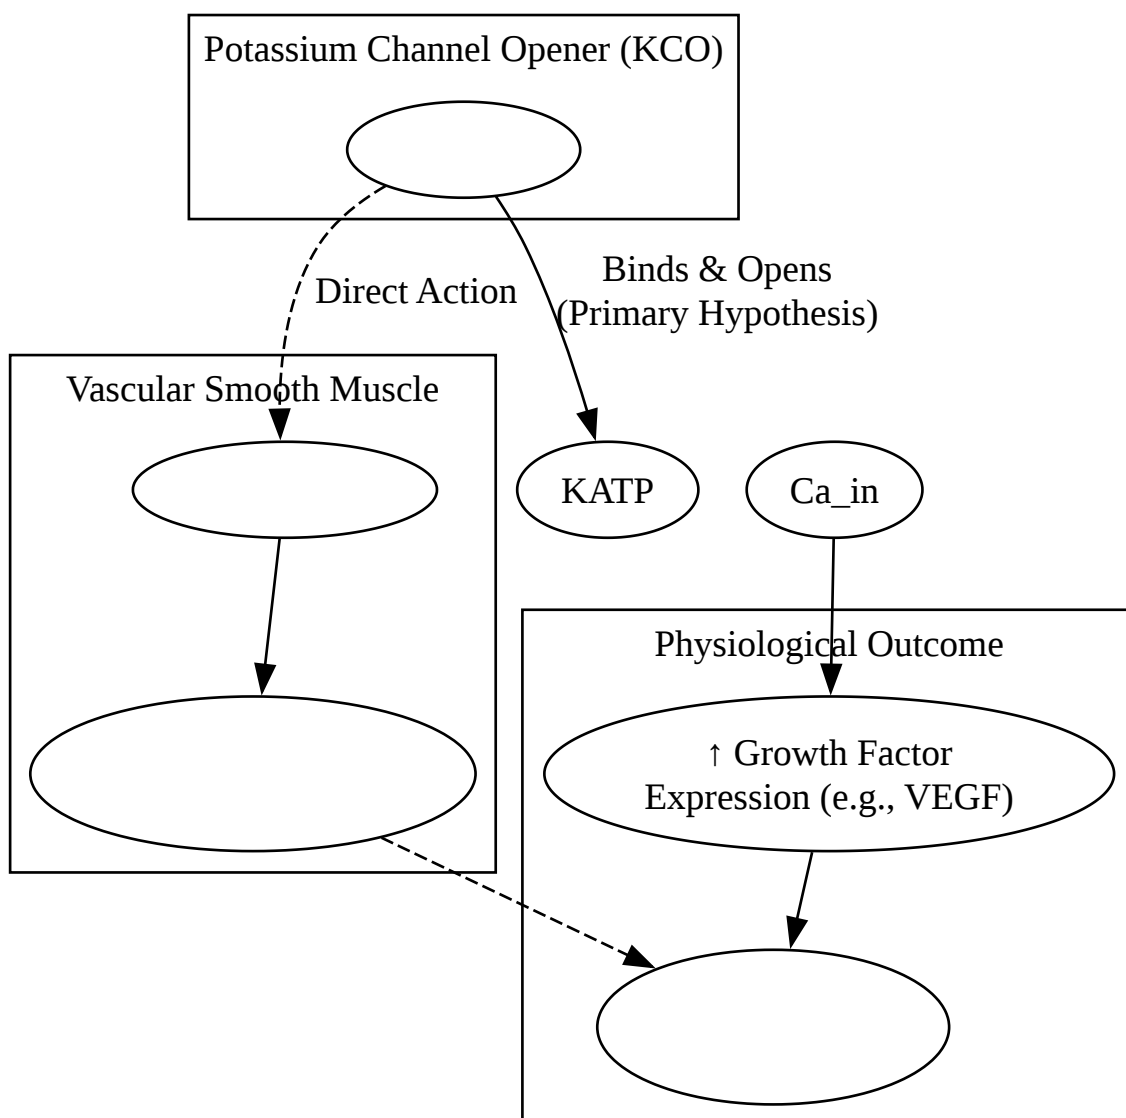 Potassium Channel Opener (KCO)
Direct Action
Binds & Opens
(Primary Hypothesis)
Vascular Smooth Muscle
KATP
Ca_in
Physiological Outcome
↑ Growth Factor
Expression (e.g., VEGF)